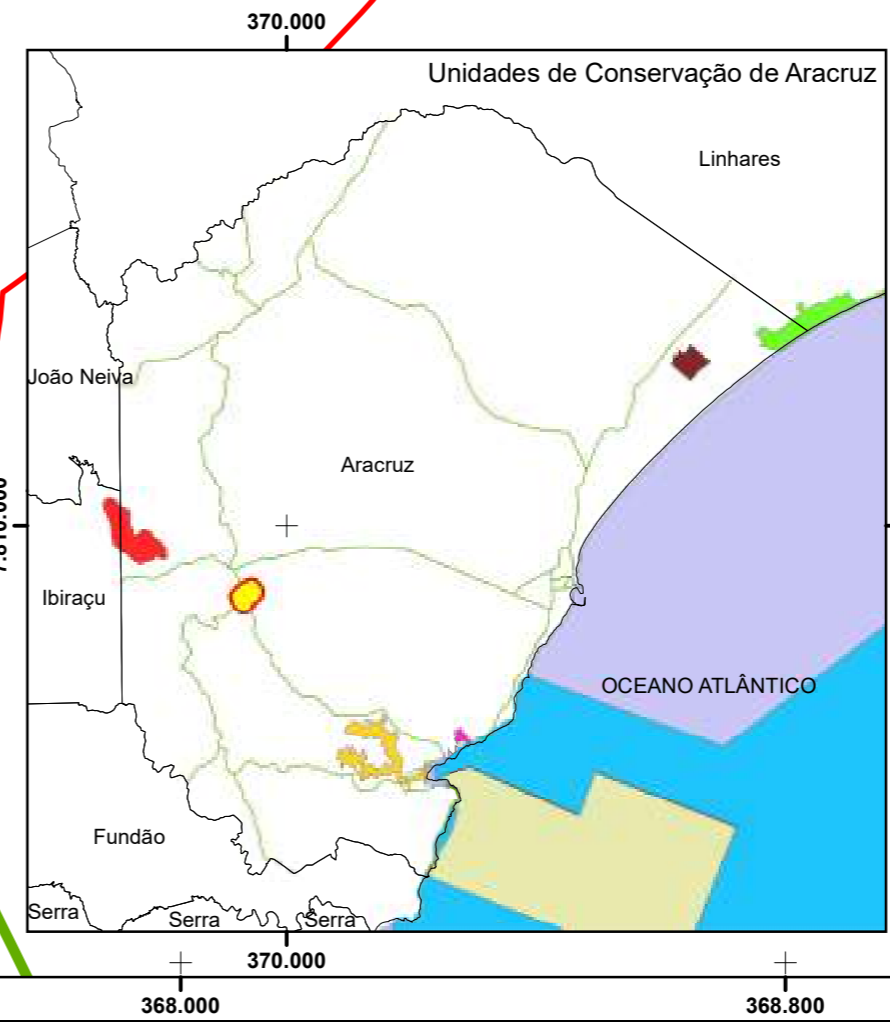 370.000
Unidades de Conservação de Aracruz
Linhares
João Neiva
Aracruz
Ibiraçu
OCEANO ATLÂNTICO
Fundão
Serra
Serra
Serra
370.000
368.000
368.800